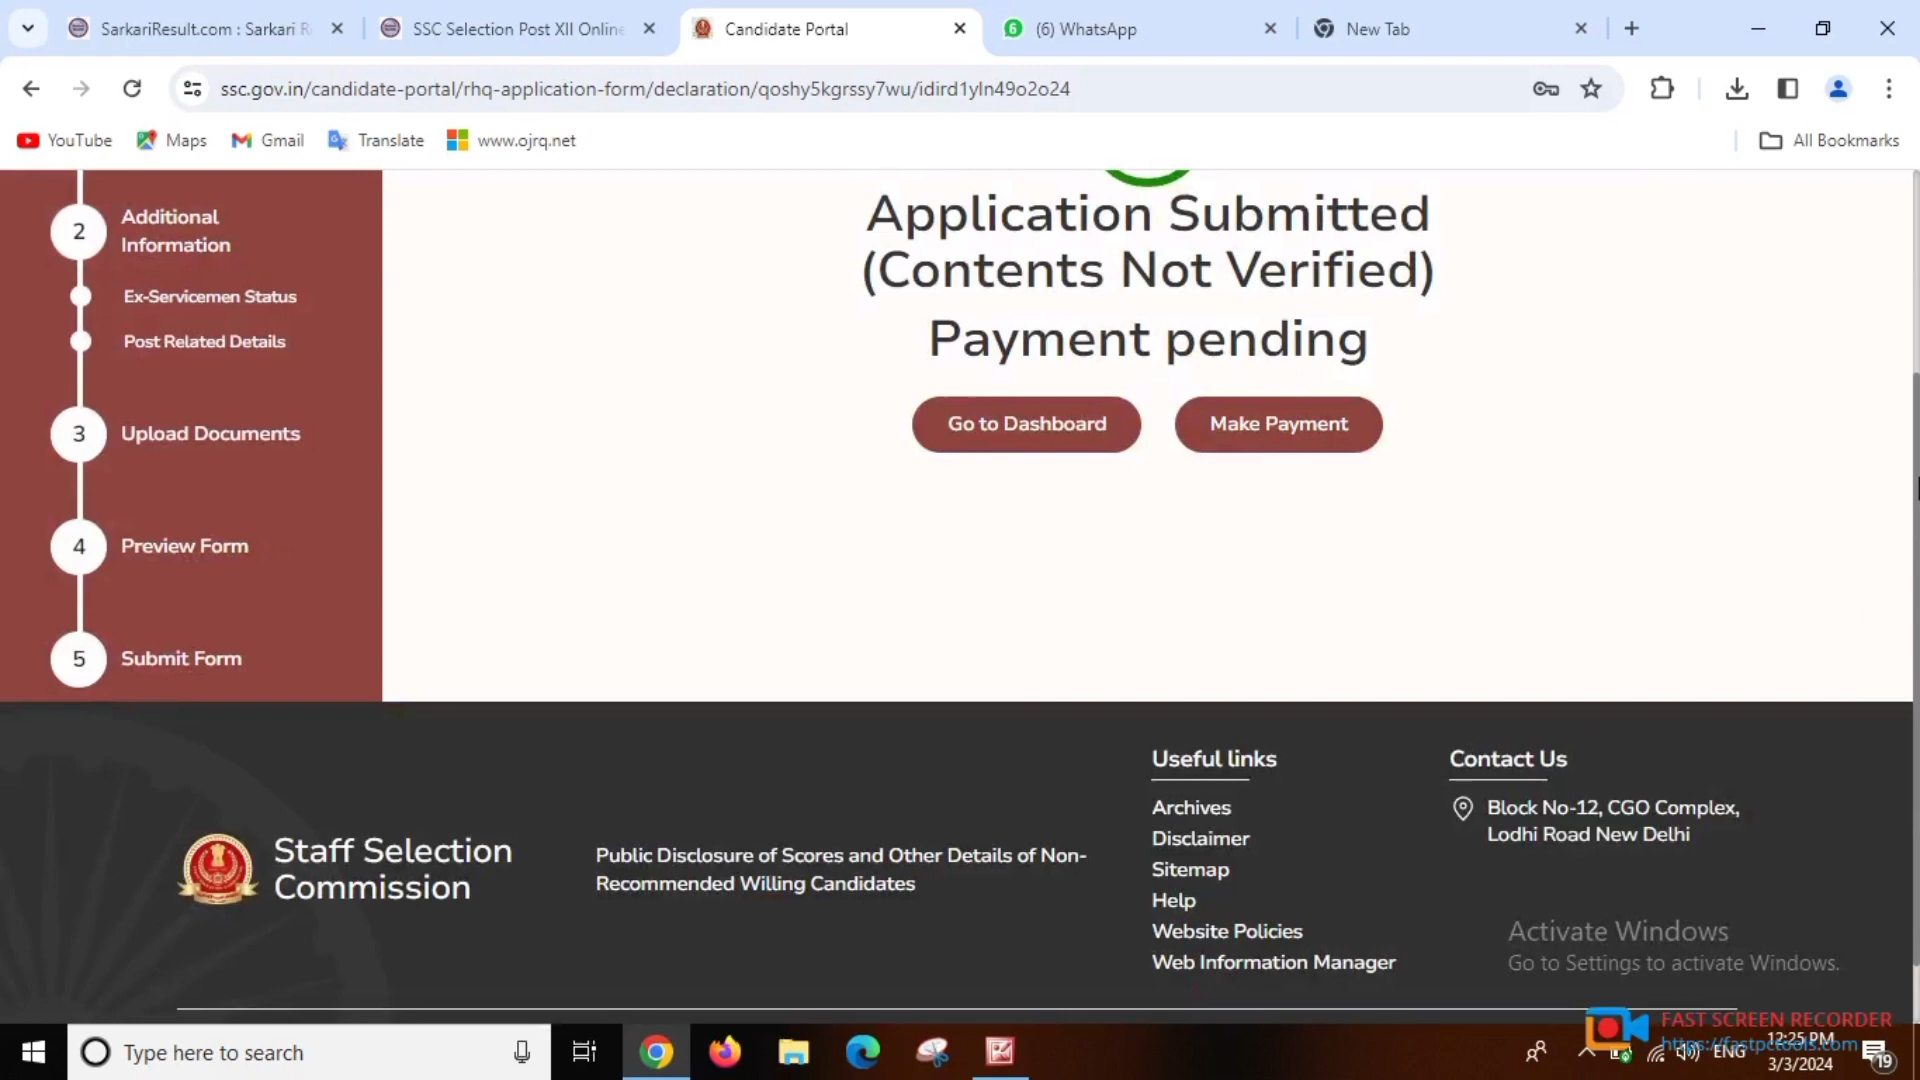 SarkariResult.com : Sarkari R
SSC Selection Post XII Online
Candidate Portal
6
(6) WhatsApp
New Tab
ssc.gov.in/candidate-portal/rhq-application-form/declaration/qoshy5kgrssy7wu/idird1yln49o2o24
YouTube
Maps
Gmail
Translate
www.ojrq.net
All Bookmarks
2
Additional
Information
Ex-Servicemen Status
Post Related Details
3
Upload Documents
4
Preview Form
5
Submit Form
Application Submitted
(Contents Not Verified)
Payment pending
Go to Dashboard
Make Payment
Staff Selection
Commission
Public Disclosure of Scores and Other Details of Non-
Recommended Willing Candidates
Useful links
Archives
Disclaimer
Sitemap
Help
Website Policies
Web Information Manager
Contact Us
Block No-12, CGO Complex,
Lodhi Road New Delhi
Activate Windows
Go to Settings to activate Windows.
FAST SCREEN RECORDER
https://fastpctools.com
Type here to search
ENG
12:25 PM
3/3/2024
19